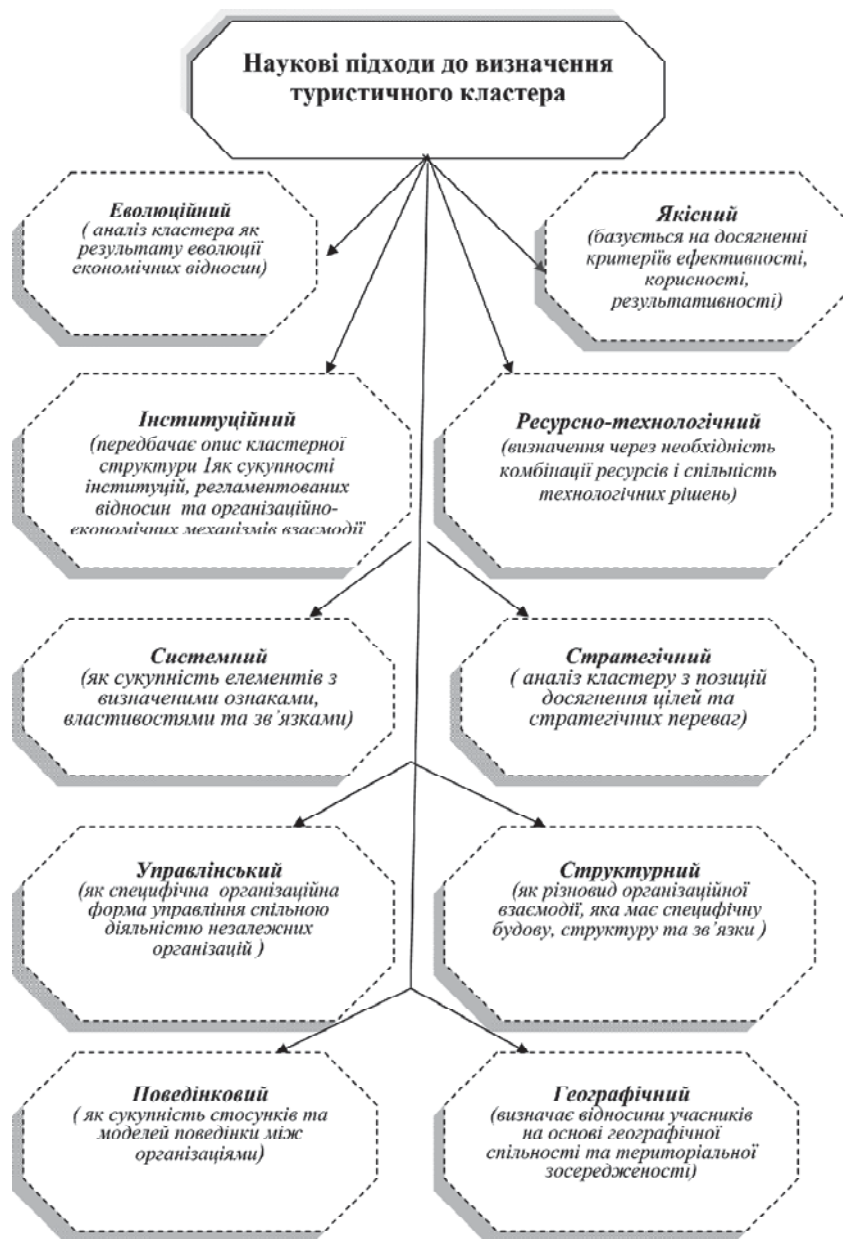 Наукові підходи до визначення
туристичного кластера
Еволюційний
( аналіз кластера як
результату еволюції
економічних відносин)
Якісний
(базується на досягненні
критеріїв ефективності,
корисності,
результативності)
Інституційний
(передбачає опис кластерної
структури 1як сукупності
інституцій, регламентованих
відносин та організаційно-
економічних механізмів взаємодії
Ресурсно-технологічний
(визначення через необхідність
комбінації ресурсів і спільність
технологічних рішень)
Системний
(як сукупність елементів з
визначеними ознаками,
властивостями та зв’язками)
Стратегічний
( аналіз кластеру з позицій
досягнення цілей та
стратегічних переваг)
Управлінський
(як специфічна організаційна
форма управління спільною
діяльністю незалежних
організацій )
Структурний
(як різновид організаційної
взаємодії, яка має специфічну
будову, структуру та зв’язки )
Поведінковий
( як сукупність стосунків та
моделей поведінки між
організаціями)
Географічний
(визначає відносини учасників
на основі географічної
спільності та територіальної
зосередженості)